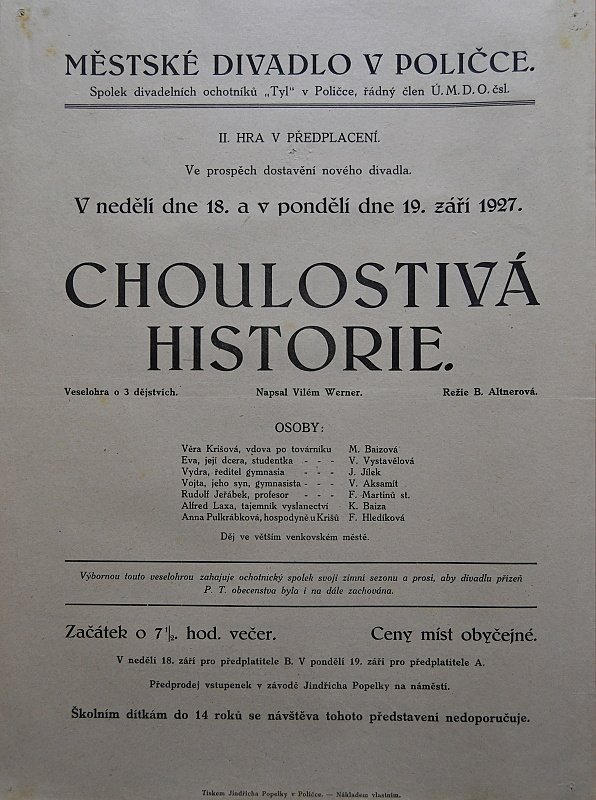 MĚSTSKÉ DIVADLO V POLIČCE.
Spolek divadelních ochotníků „Tyl“ v Poličce, řádný člen Ú. M. D. O. čsl.
II. HRA V PŘEDPLACENÍ.
Ve prospěch dostavění nového divadla.
V neděli dne 18. a v pondělí dne 19. září 1927.
CHOULOSTIVÁ
HISTORIE.
Veselohra o 3 dějstvích. Napsal Vilém Werner. Režie B. Altnerová.
OSOBY:
Věra Krišová, vdova po továrníku M. Baizová
Eva, její dcera, studentka - - - V. Vystavělová
Vydra, ředitel gymnasia - - - J. Jílek
Vojta, jeho syn, gymnasista - - - V. Aksamit
Rudolf Jeřábek, profesor - - - F. Martinů st.
Alfred Laxa, tajemník vyslanectví K. Baiza
Anna Pulkrábková, hospodyně u Krišů F. Hledíková
Děj ve větším venkovském městě.
Výbornou touto veselohrou zahajuje ochotnický spolek svoji zimní sezonu a prosí, aby divadlu přízeň
P. T. obecenstva byla i na dále zachována.
Začátek o 7 1/2. hod. večer. Ceny míst obyčejné.
V neděli 18. září pro předplatitele B. V pondělí 19. září pro předplatitele A.
Předprodej vstupenek v závodě Jindřicha Popelky na náměstí.
Školním dítkám do 14 roků se návštěva tohoto představení nedoporučuje.
Tiskem Jindřicha Popelky v Poličce. — Nákladem vlastním.